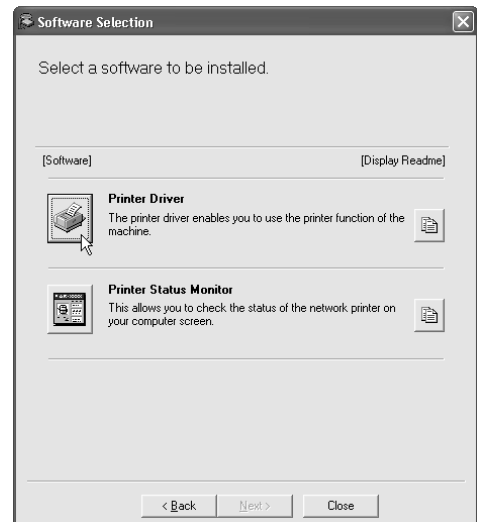 Software Selection
Select a software to be installed.
[Software] [Display Readme]
Printer Driver
The printer driver enables you to use the printer function of the
machine.
Printer Status Monitor
This allows you to check the status of the network printer on
your computer screen.
< Back Next > Close